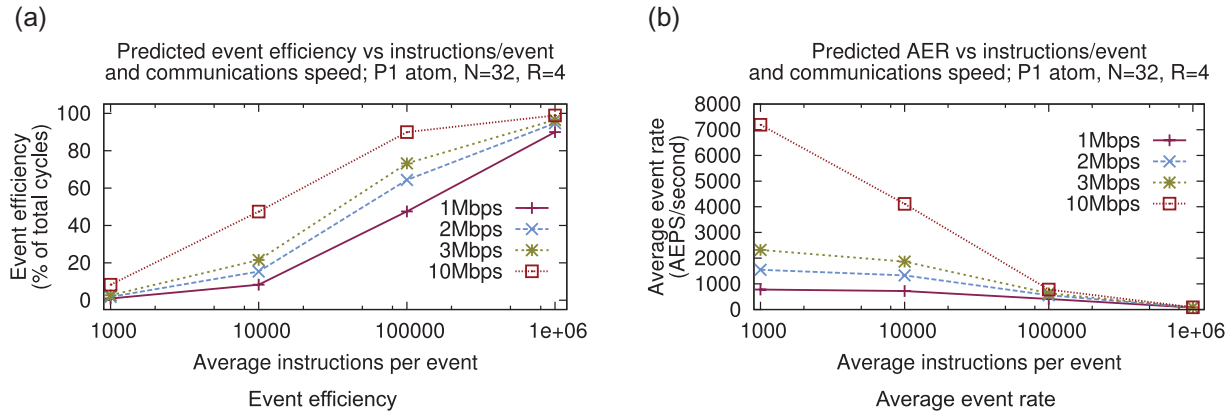 (a)
Predicted event efficiency vs instructions/event
and communications speed; P1 atom, N=32, R=4
Event efficiency
(% of total cycles)
100
80
60
40
20
0
1Mbps
2Mbps
3Mbps
10Mbps
1000
10000
100000
1e+06
Average instructions per event
Event efficiency
(b)
Predicted AER vs instructions/event
and communications speed; P1 atom, N=32, R=4
Average event rate
(AEPS/second)
8000
7000
6000
5000
4000
3000
2000
1000
0
1Mbps
2Mbps
3Mbps
10Mbps
1000
10000
100000
1e+06
Average instructions per event
Average event rate